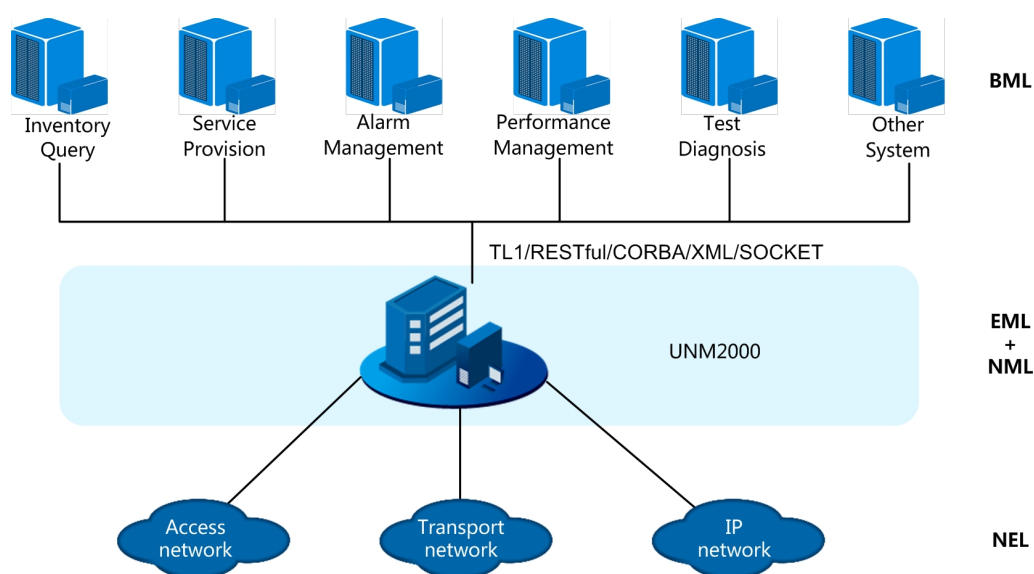 BML
Inventory
Query
Service
Provision
Alarm
Management
Performance
Management
Test
Diagnosis
Other
System
TL1/RESTful/CORBA/XML/SOCKET
UNM2000
EML
+
NML
Access
network
Transport
network
IP
network
NEL